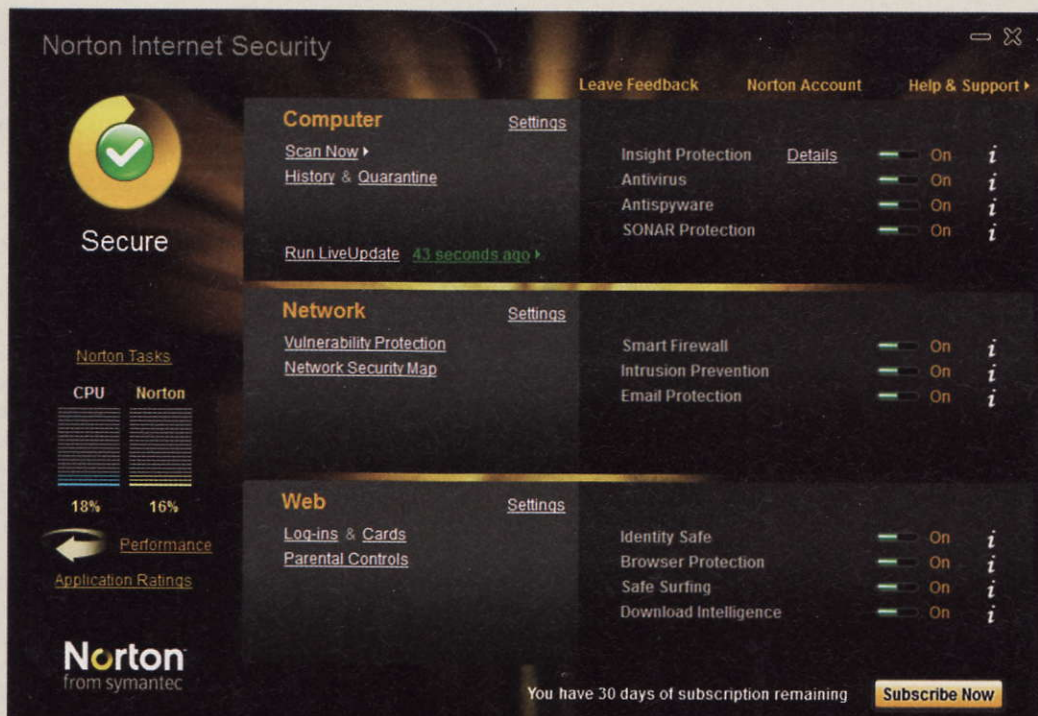 Norton Internet Security
Leave Feedback Norton Account Help & Support
Secure
Computer Settings
Scan Now
History & Quarantine
Run LiveUpdate 43 seconds ago
Insight Protection Details On i
Antivirus On i
Antispyware On i
SONAR Protection On i
Network Settings
Vulnerability Protection
Network Security Map
Smart Firewall On i
Intrusion Prevention On i
Email Protection On i
Norton Tasks
CPU Norton
18% 16%
Performance
Application Ratings
Web Settings
Log-ins & Cards
Parental Controls
Identity Safe On i
Browser Protection On i
Safe Surfing On i
Download Intelligence On i
Norton
from symantec
You have 30 days of subscription remaining Subscribe Now